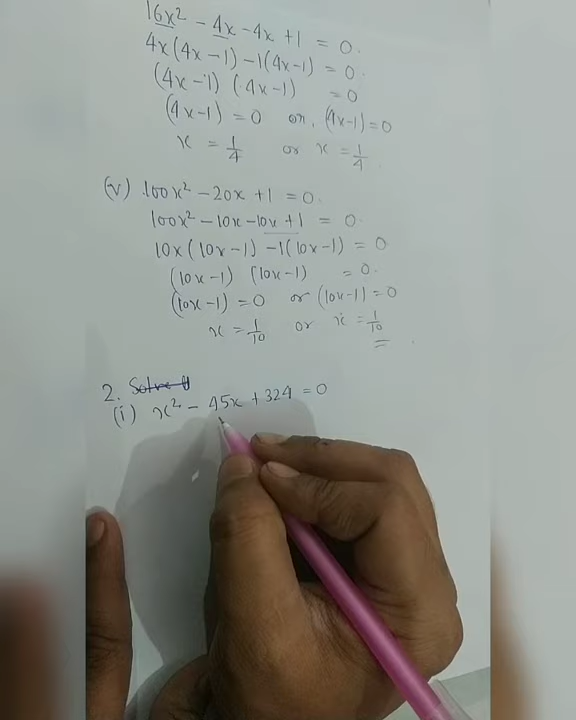 16x² - 4x - 4x + 1 = 0.
4x(4x - 1) - 1(4x - 1) = 0.
(4x - 1) (4x - 1) = 0
(4x - 1) = 0 or, (4x - 1) = 0
x = 1/4 or x = 1/4.
(v) 100x² - 20x + 1 = 0.
100x² - 10x - 10x + 1 = 0.
10x(10x - 1) - 1(10x - 1) = 0
(10x - 1) (10x - 1) = 0.
(10x - 1) = 0 or (10x - 1) = 0
x = 1/10 or x = 1/10
2.
(i) x² - 45x + 324 = 0